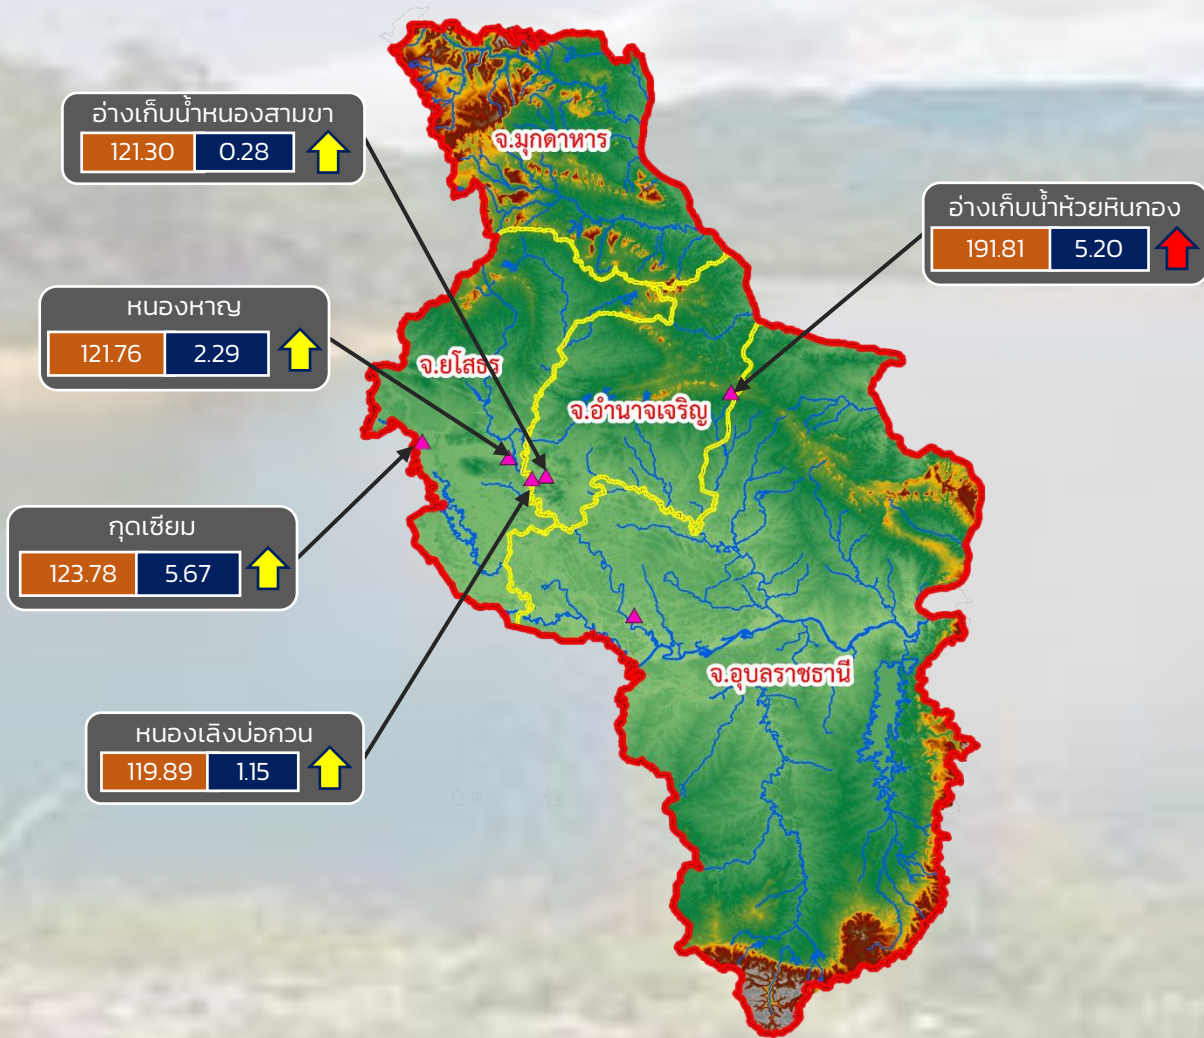 อ่างเก็บน้ำหนองสามขา
121.30 0.28
จ.มุกดาหาร
อ่างเก็บน้ำห้วยหินกอง
191.81 5.20
หนองหาญ
121.76 2.29
จ.ยโสธร
จ.อำนาจเจริญ
กุดเซียม
123.78 5.67
จ.อุบลราชธานี
หนองเลิงบ่อกวน
119.89 1.15